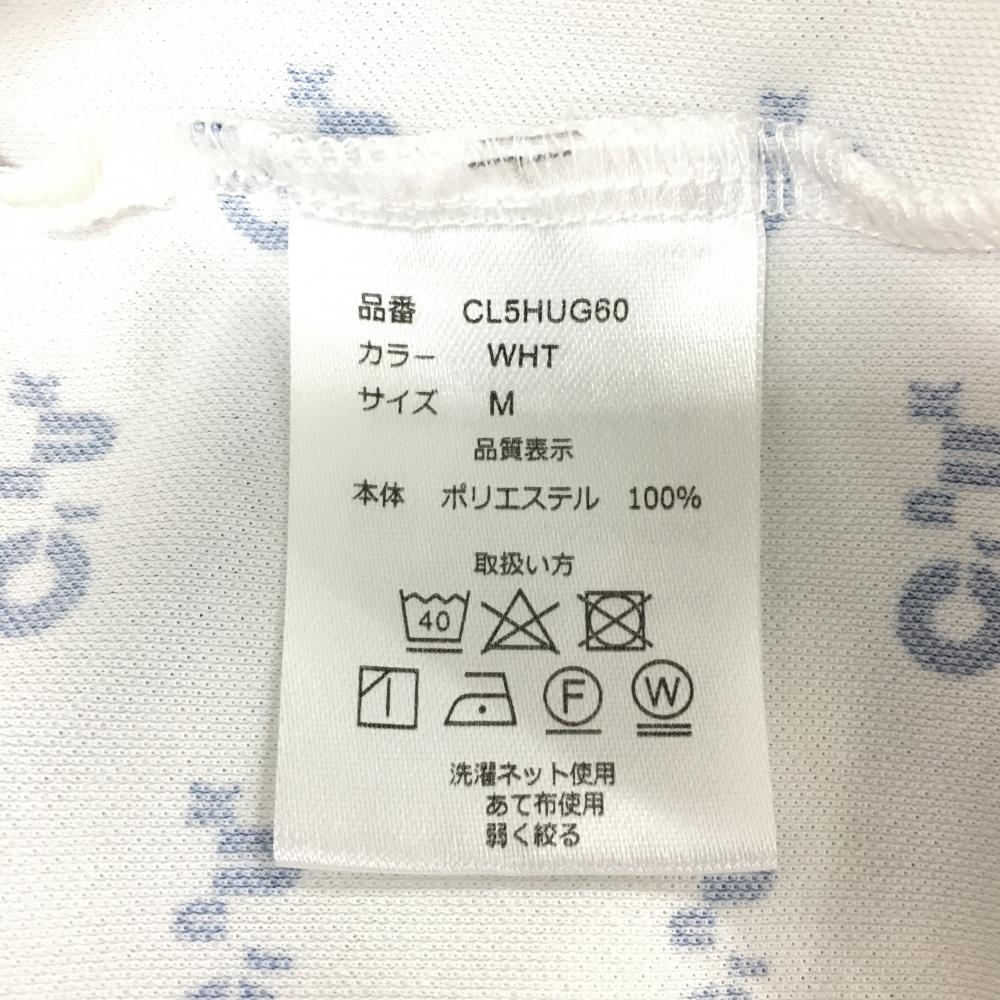 品番 CL5HUG60
カラー WHT
サイズ M
品質表示
本体 ポリエステル 100%
取扱い方
40
F W
洗濯ネット使用
あて布使用
弱く絞る